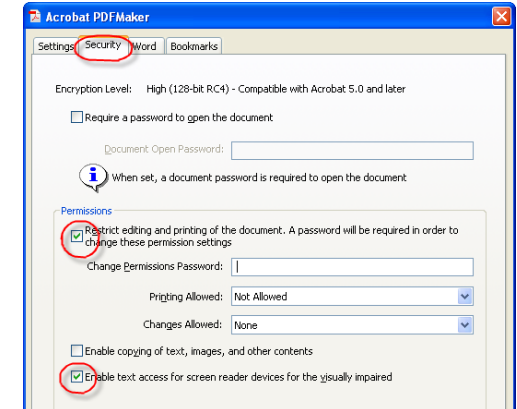 Acrobat PDFMaker
Settings Security Word Bookmarks
Encryption Level: High (128-bit RC4) - Compatible with Acrobat 5.0 and later
Require a password to open the document
Document Open Password:
When set, a document password is required to open the document
Permissions
Restrict editing and printing of the document. A password will be required in order to
change these permission settings
Change Permissions Password:
Printing Allowed: Not Allowed
Changes Allowed: None
Enable copying of text, images, and other contents
Enable text access for screen reader devices for the visually impaired